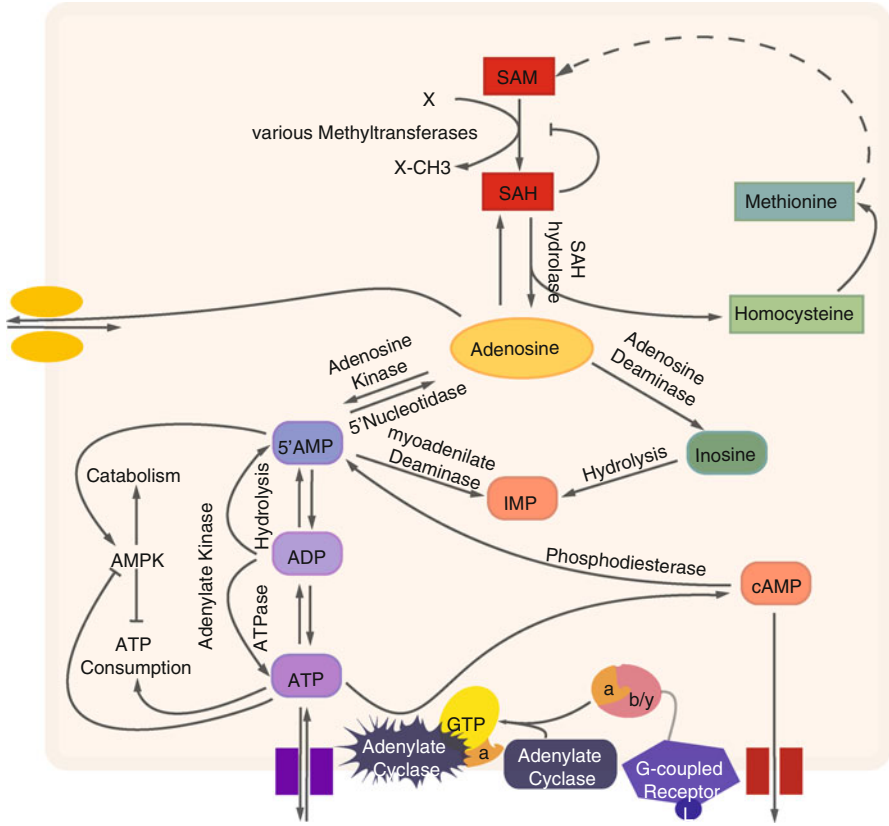 SAM
X
various Methyltransferases
X-CH3
SAH
SAH
hydrolase
Methionine
Homocysteine
Adenosine
Adenosine
Kinase
5'Nucleotidase
Adenosine
Deaminase
5'AMP
myoadenilate
Deaminase
Inosine
Hydrolysis
IMP
Catabolism
Hydrolysis
Adenylate Kinase
AMPK
ADP
Phosphodiesterase
cAMP
ATPase
ATP
Consumption
ATP
a
b/y
GTP
Adenylate
Cyclase
a
Adenylate
Cyclase
G-coupled
Receptor
L